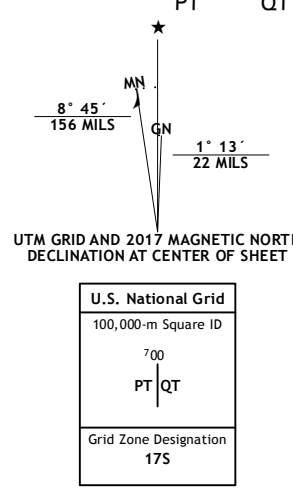 PT QT
MN
8° 45´
156 MILS
GN
1° 13´
22 MILS
UTM GRID AND 2017 MAGNETIC NORTH
DECLINATION AT CENTER OF SHEET
U.S. National Grid
100,000-m Square ID
700
PT QT
Grid Zone Designation
17S